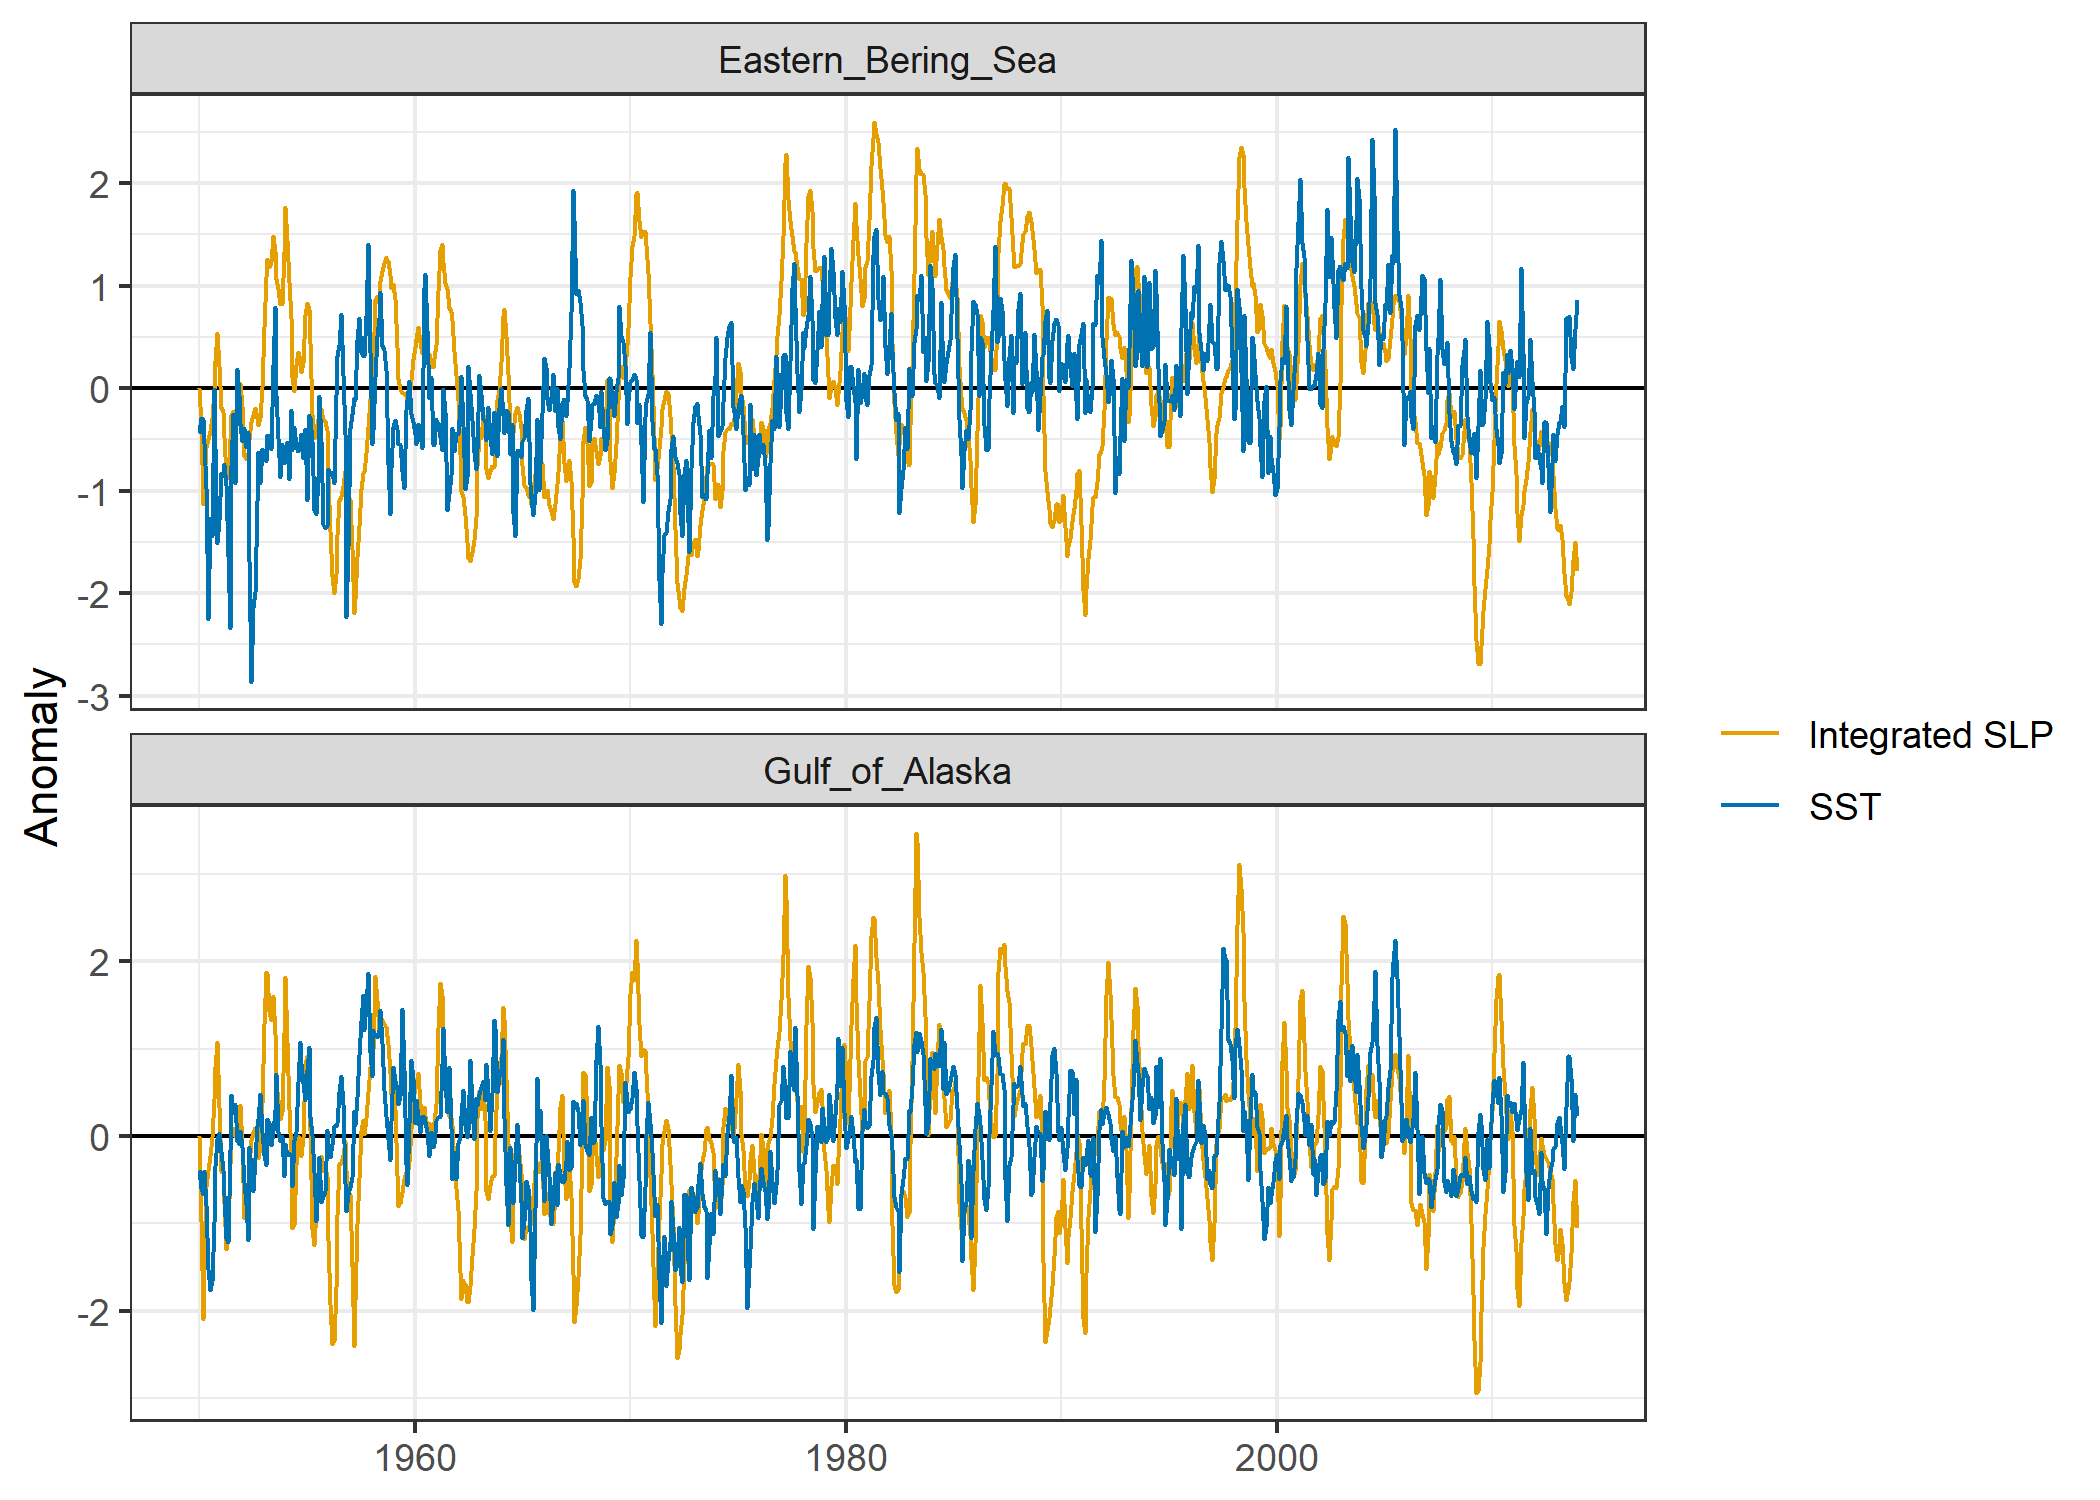 Eastern_Bering_Sea
2
1
0
-1
-2
-3
Anomaly
Gulf_of_Alaska
2
0
-2
1960 1980 2000
Integrated SLP
SST